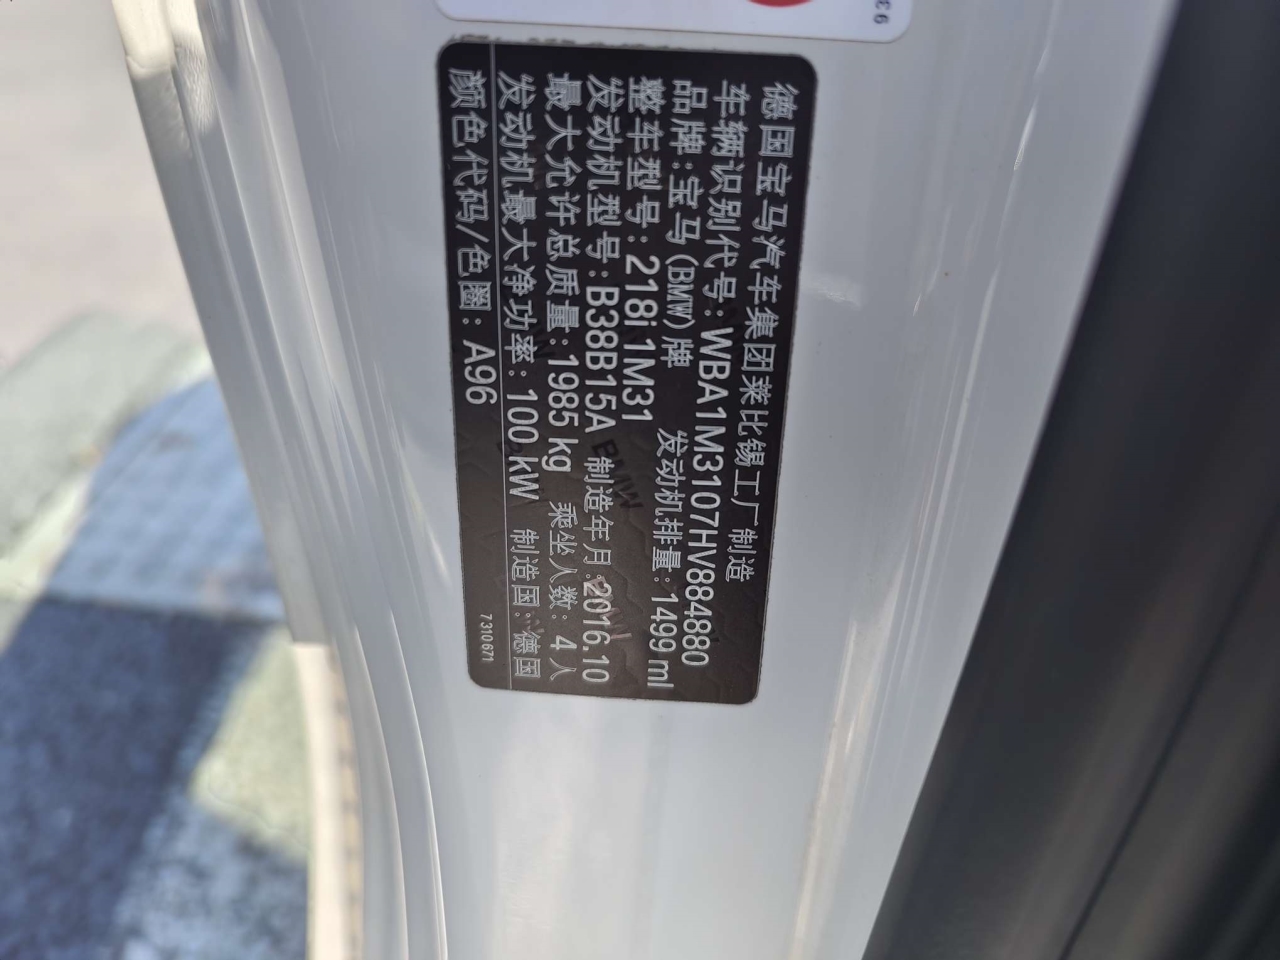 德国宝马汽车集团莱比锡工厂制造
车辆识别代号:WBA1M3107HV884880
品牌:宝马(BMW)牌 发动机排量:1499 ml
整车型号:218i 1M31
发动机型号:B38B15A 制造年月:2016.10
最大允许总质量:1985 kg 乘坐人数: 4 人
发动机最大净功率: 100 kW 制造国: 德国
颜色代码/色圈: A96
7310671